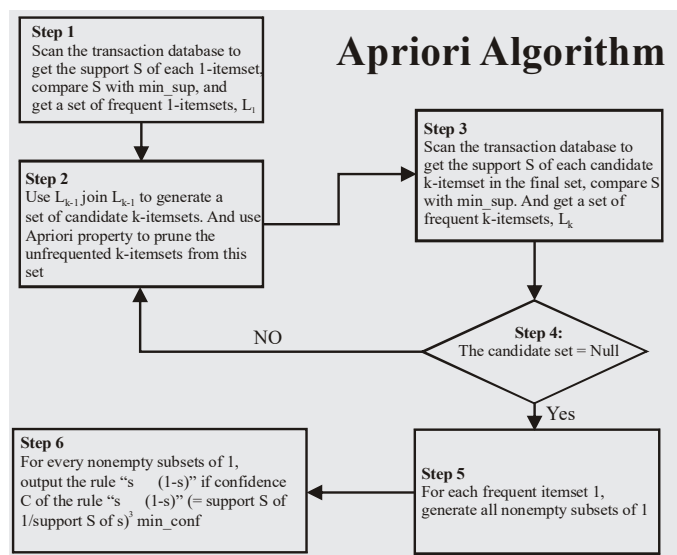 Apriori Algorithm
Step 1
Scan the transaction database to
get the support S of each 1-itemset,
compare S with min_sup, and
get a set of frequent 1-itemsets, L₁
Step 2
Use Lₖ₋₁ join Lₖ₋₁ to generate a
set of candidate k-itemsets. And use
Apriori property to prune the
unfrequented k-itemsets from this
set
Step 3
Scan the transaction database to
get the support S of each candidate
k-itemset in the final set, compare S
with min_sup. And get a set of
frequent k-itemsets, Lₖ
Step 4:
The candidate set = Null
NO
Yes
Step 5
For each frequent itemset 1,
generate all nonempty subsets of 1
Step 6
For every nonempty subsets of 1,
output the rule “s (1-s)” if confidence
C of the rule “s (1-s)” (= support S of
1/support S of s)³ min_conf